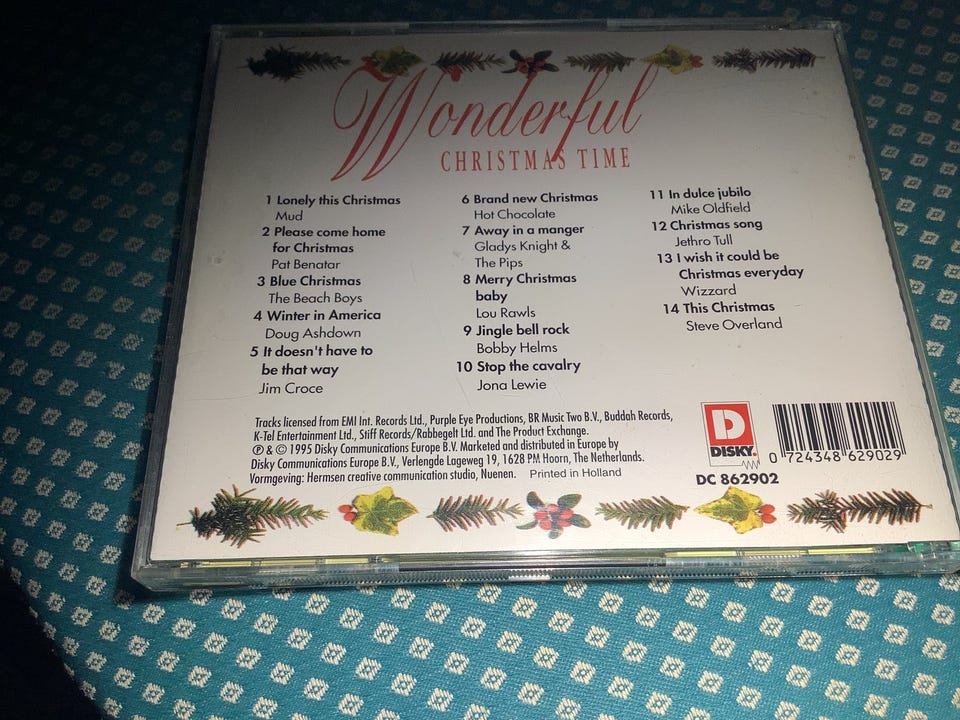 Wonderful
CHRISTMAS TIME
1 Lonely this Christmas
Mud
2 Please come home
for Christmas
Pat Benatar
3 Blue Christmas
The Beach Boys
4 Winter in America
Doug Ashdown
5 It doesn't have to
be that way
Jim Croce
6 Brand new Christmas
Hot Chocolate
7 Away in a manger
Gladys Knight &
The Pips
8 Merry Christmas
baby
Lou Rawls
9 Jingle bell rock
Bobby Helms
10 Stop the cavalry
Jona Lewie
11 In dulce jubilo
Mike Oldfield
12 Christmas song
Jethro Tull
13 I wish it could be
Christmas everyday
Wizzard
14 This Christmas
Steve Overland
Tracks licensed from EMI Int. Records Ltd., Purple Eye Productions, BR Music Two B.V., Buddah Records,
K-Tel Entertainment Ltd., Stiff Records/Rabbegelt Ltd. and The Product Exchange.
℗ & © 1995 Disky Communications Europe B.V. Marketed and distributed in Europe by
Disky Communications Europe B.V., Verlengde Lageweg 19, 1628 PM Hoorn, The Netherlands.
Vormgeving: Hermsen creative communication studio, Nuenen. Printed in Holland
D
DISKY.
DC 862902
0 724348 629029